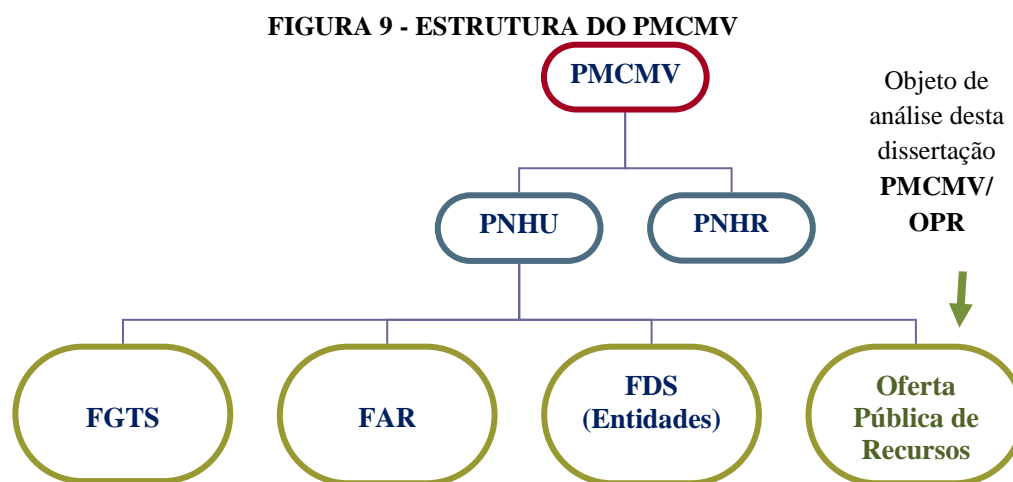 FIGURA 9 - ESTRUTURA DO PMCMV
PMCMV
Objeto de
análise desta
dissertação
PMCMV/
OPR
PNHU
PNHR
FGTS
FAR
FDS
(Entidades)
Oferta
Pública de
Recursos